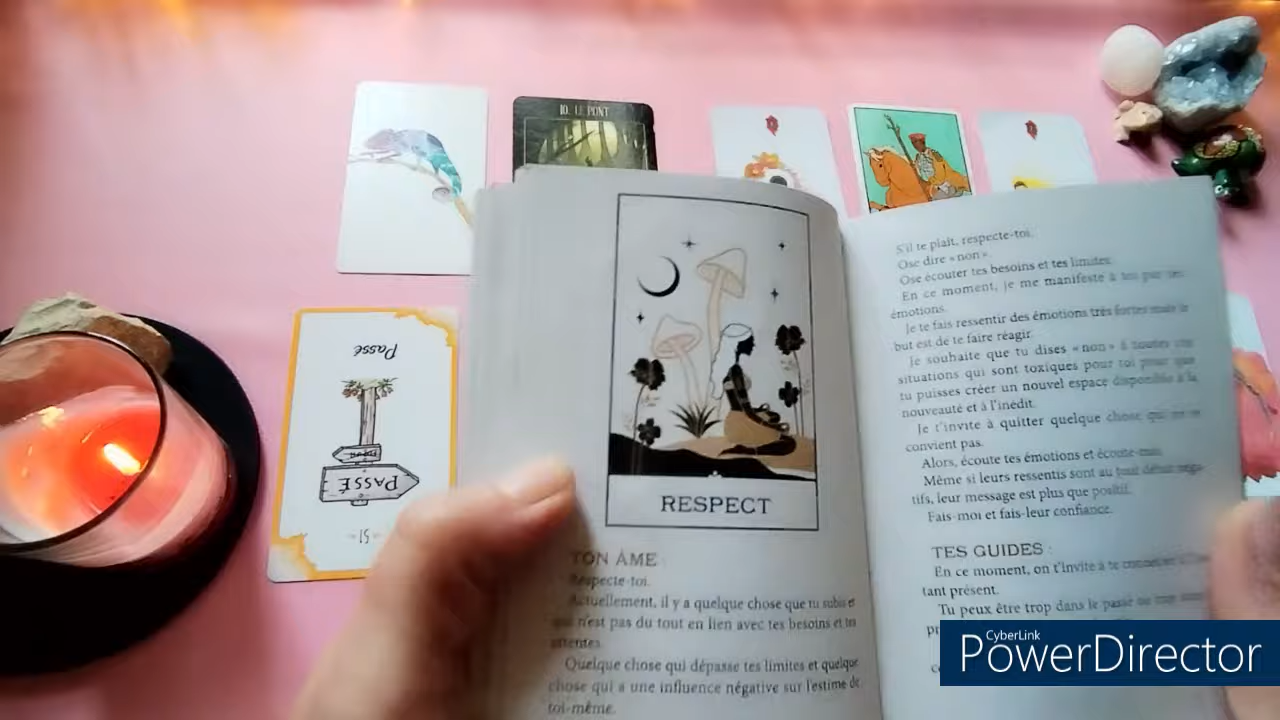 10. LE PONT
Passé
PASSÉ
51
RESPECT
TON ÂME :
Respecte-toi.
Actuellement, il y a quelque chose que tu subis et
qui n'est pas du tout en lien avec tes besoins et tes
attentes.
Quelque chose qui dépasse tes limites et quelque
chose qui a une influence négative sur l'estime de
toi-même.
S'il te plaît, respecte-toi.
Ose dire « non ».
Ose écouter tes besoins et tes limites.
En ce moment, je me manifeste à toi par tes
émotions.
Je te fais ressentir des émotions très fortes mais le
but est de te faire réagir.
Je souhaite que tu dises « non » à toutes ces
situations qui sont toxiques pour toi pour que
tu puisses créer un nouvel espace disponible à la
nouveauté et à l'inédit.
Je t'invite à quitter quelque chose qui ne te
convient pas.
Alors, écoute tes émotions et écoute-moi.
Même si leurs ressentis sont au tout début néga-
tifs, leur message est plus que positif.
Fais-moi et fais-leur confiance.
TES GUIDES :
En ce moment, on t'invite à te
tant présent.
Tu peux être trop dans le passé ou trop
CyberLink
PowerDirector